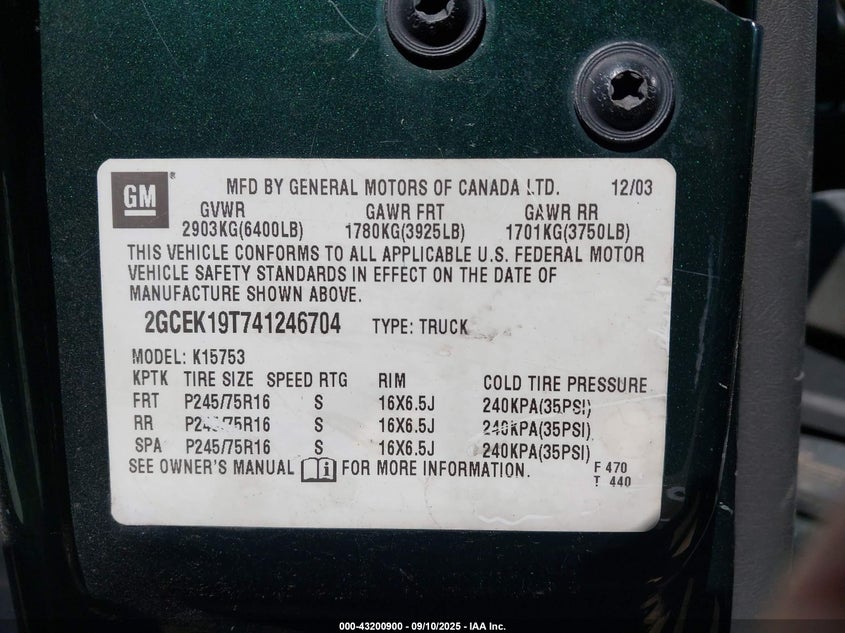 GM ®
MFD BY GENERAL MOTORS OF CANADA LTD. 12/03
GVWR GAWR FRT GAWR RR
2903KG(6400LB) 1780KG(3925LB) 1701KG(3750LB)
THIS VEHICLE CONFORMS TO ALL APPLICABLE U.S. FEDERAL MOTOR
VEHICLE SAFETY STANDARDS IN EFFECT ON THE DATE OF
MANUFACTURE SHOWN ABOVE.
2GCEK19T741246704 TYPE: TRUCK
MODEL: K15753
KPTK TIRE SIZE SPEED RTG RIM COLD TIRE PRESSURE
FRT P245/75R16 S 16X6.5J 240KPA(35PSI)
RR P245/75R16 S 16X6.5J 240KPA(35PSI)
SPA P245/75R16 S 16X6.5J 240KPA(35PSI)
SEE OWNER'S MANUAL i FOR MORE INFORMATION.
F 470
T 440
000-43200900 - 09/10/2025 - IAA Inc.